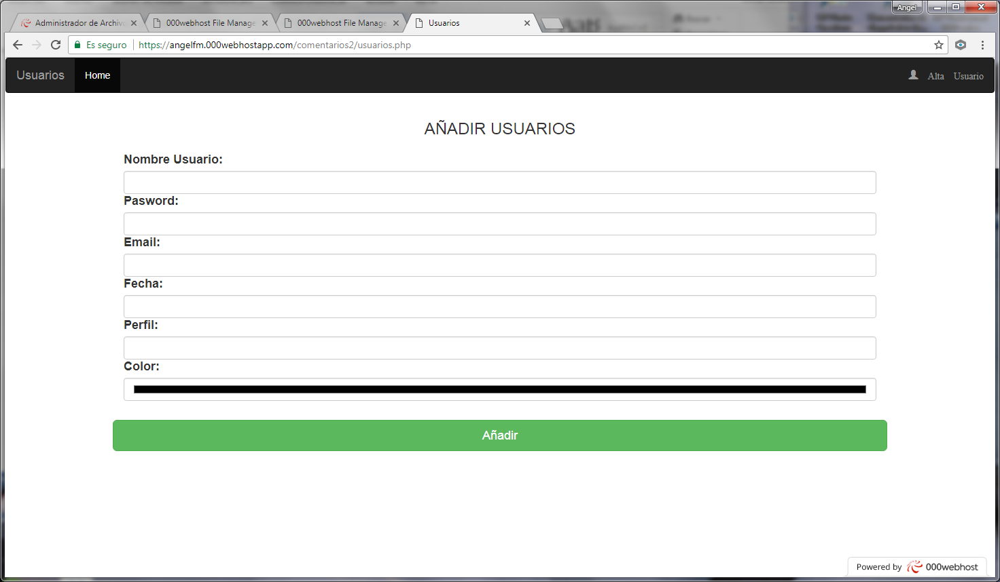 Angel
Administrador de Archivo
000webhost File Manage
000webhost File Manage
Usuarios
Es seguro
https://angelfm.000webhostapp.com/comentarios2/usuarios.php
Usuarios Home Alta Usuario
AÑADIR USUARIOS
Nombre Usuario:
Pasword:
Email:
Fecha:
Perfil:
Color:
Añadir
Powered by 000webhost